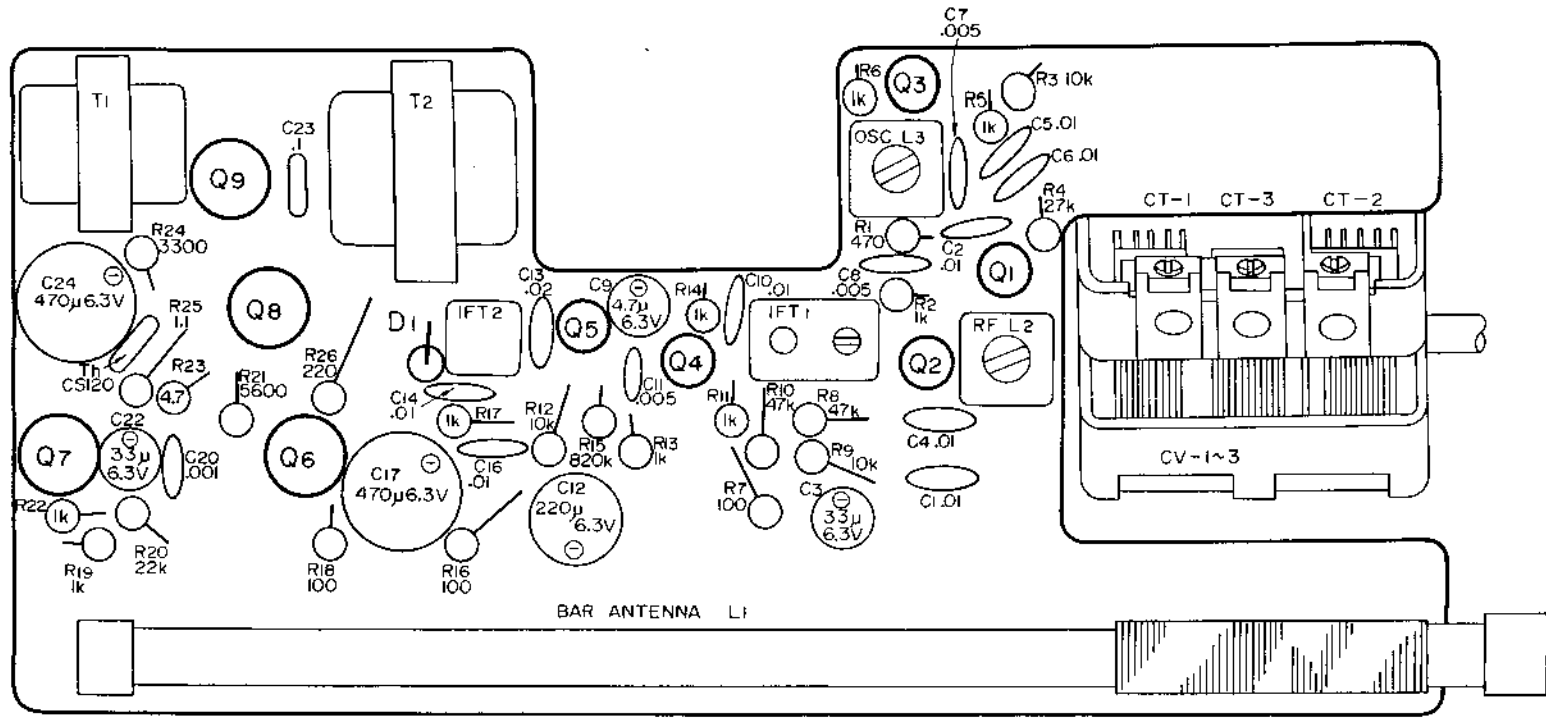 C7
.005
R6
1k
Q3
R3 10k
R5
1k
C5.01
C6.01
OSC L3
T1
T2
C23
.1
Q9
R4
27k
CT-1
CT-3
CT-2
R24
3300
R1
470
C2
.01
Q1
C24
470μ6.3V
C13
.02
C9
4.7μ
6.3V
R14
1k
C10
.01
C8
.005
R2
1k
R25
1.1
Q8
D1
IFT2
Q5
IFT1
RF L2
Th
CS120
R23
4.7
R21
5600
R26
220
Q4
Q2
C14
.01
C11
.005
R17
1k
R12
10k
R15
820k
R13
1k
R11
1k
R10
47k
R8
47k
C4.01
Q7
C22
33μ
6.3V
C20
.001
Q6
C17
470μ6.3V
C16
.01
R9
10k
CV-1~3
R7
100
C3
33μ
6.3V
C1.01
C12
220μ
6.3V
R22
1k
R19
1k
R20
22k
R18
100
R16
100
BAR ANTENNA L1